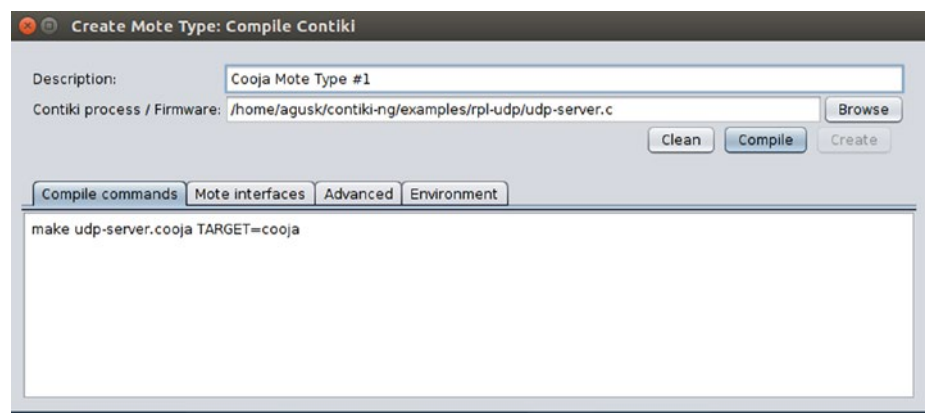 Create Mote Type: Compile Contiki
Description: Cooja Mote Type #1
Contiki process / Firmware: /home/agusk/contiki-ng/examples/rpl-udp/udp-server.c Browse
Clean Compile Create
Compile commands Mote interfaces Advanced Environment
make udp-server.cooja TARGET=cooja